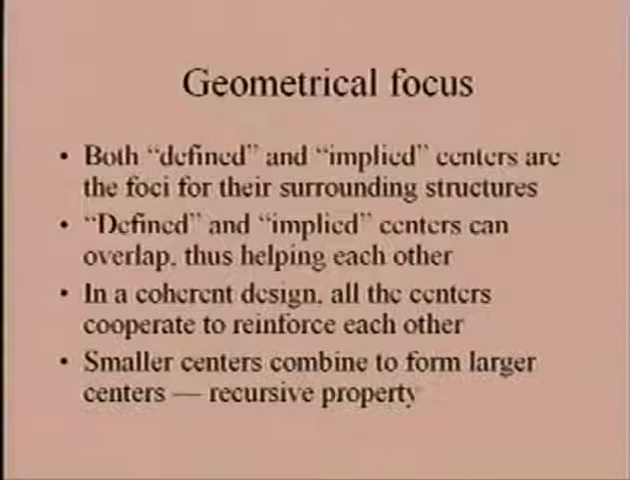 Geometrical focus
• Both “defined” and “implied” centers are
the foci for their surrounding structures
• “Defined” and “implied” centers can
overlap, thus helping each other
• In a coherent design, all the centers
cooperate to reinforce each other
• Smaller centers combine to form larger
centers — recursive property